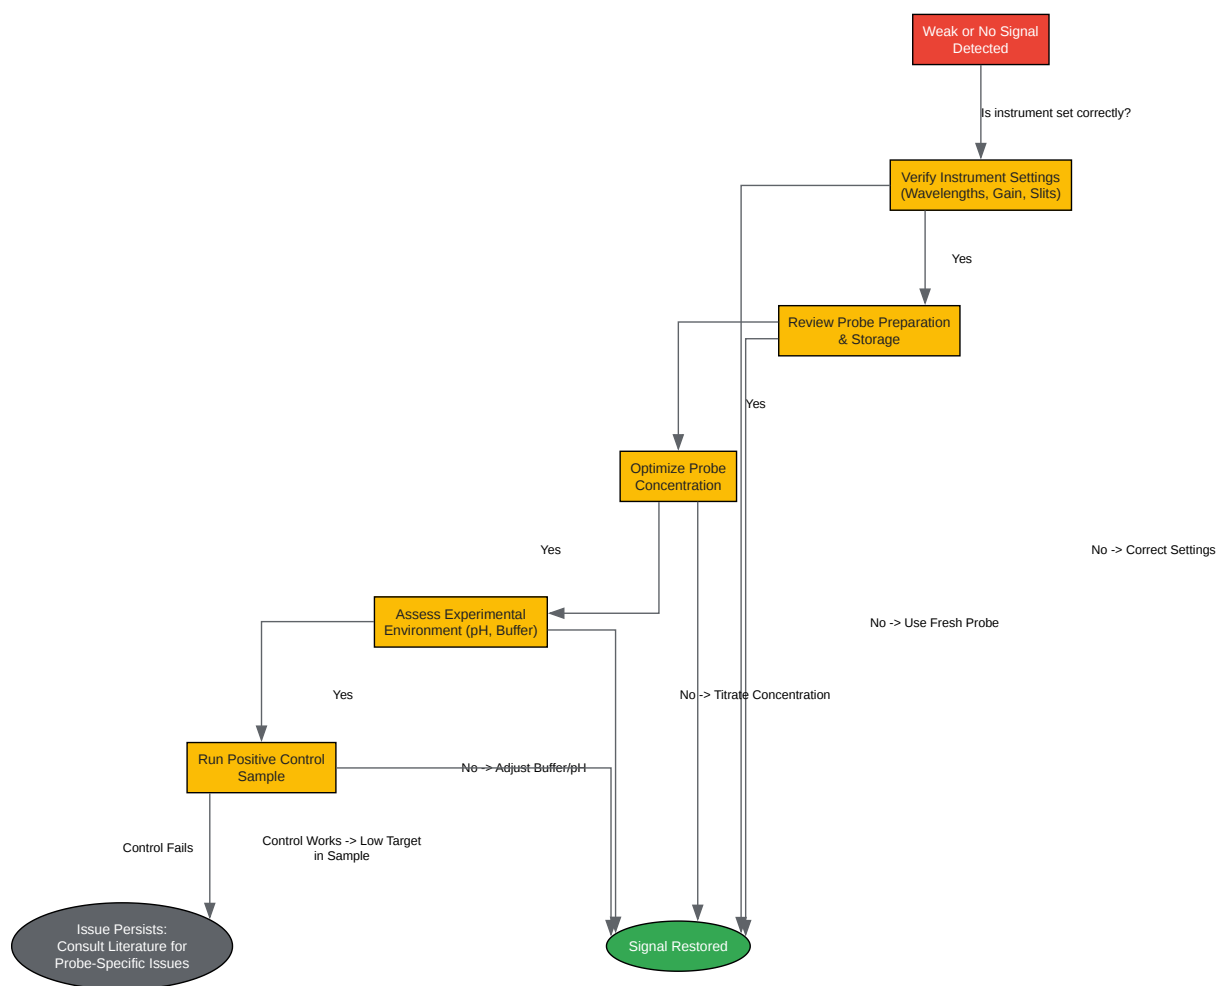 Weak or No Signal
Detected
Is instrument set correctly?
Verify Instrument Settings
(Wavelengths, Gain, Slits)
Yes
Review Probe Preparation
& Storage
Yes
Optimize Probe
Concentration
Yes
No -> Correct Settings
Assess Experimental
Environment (pH, Buffer)
No -> Use Fresh Probe
Yes
No -> Titrate Concentration
Run Positive Control
Sample
No -> Adjust Buffer/pH
Control Fails
Control Works -> Low Target
in Sample
Issue Persists:
Consult Literature for
Probe-Specific Issues
Signal Restored